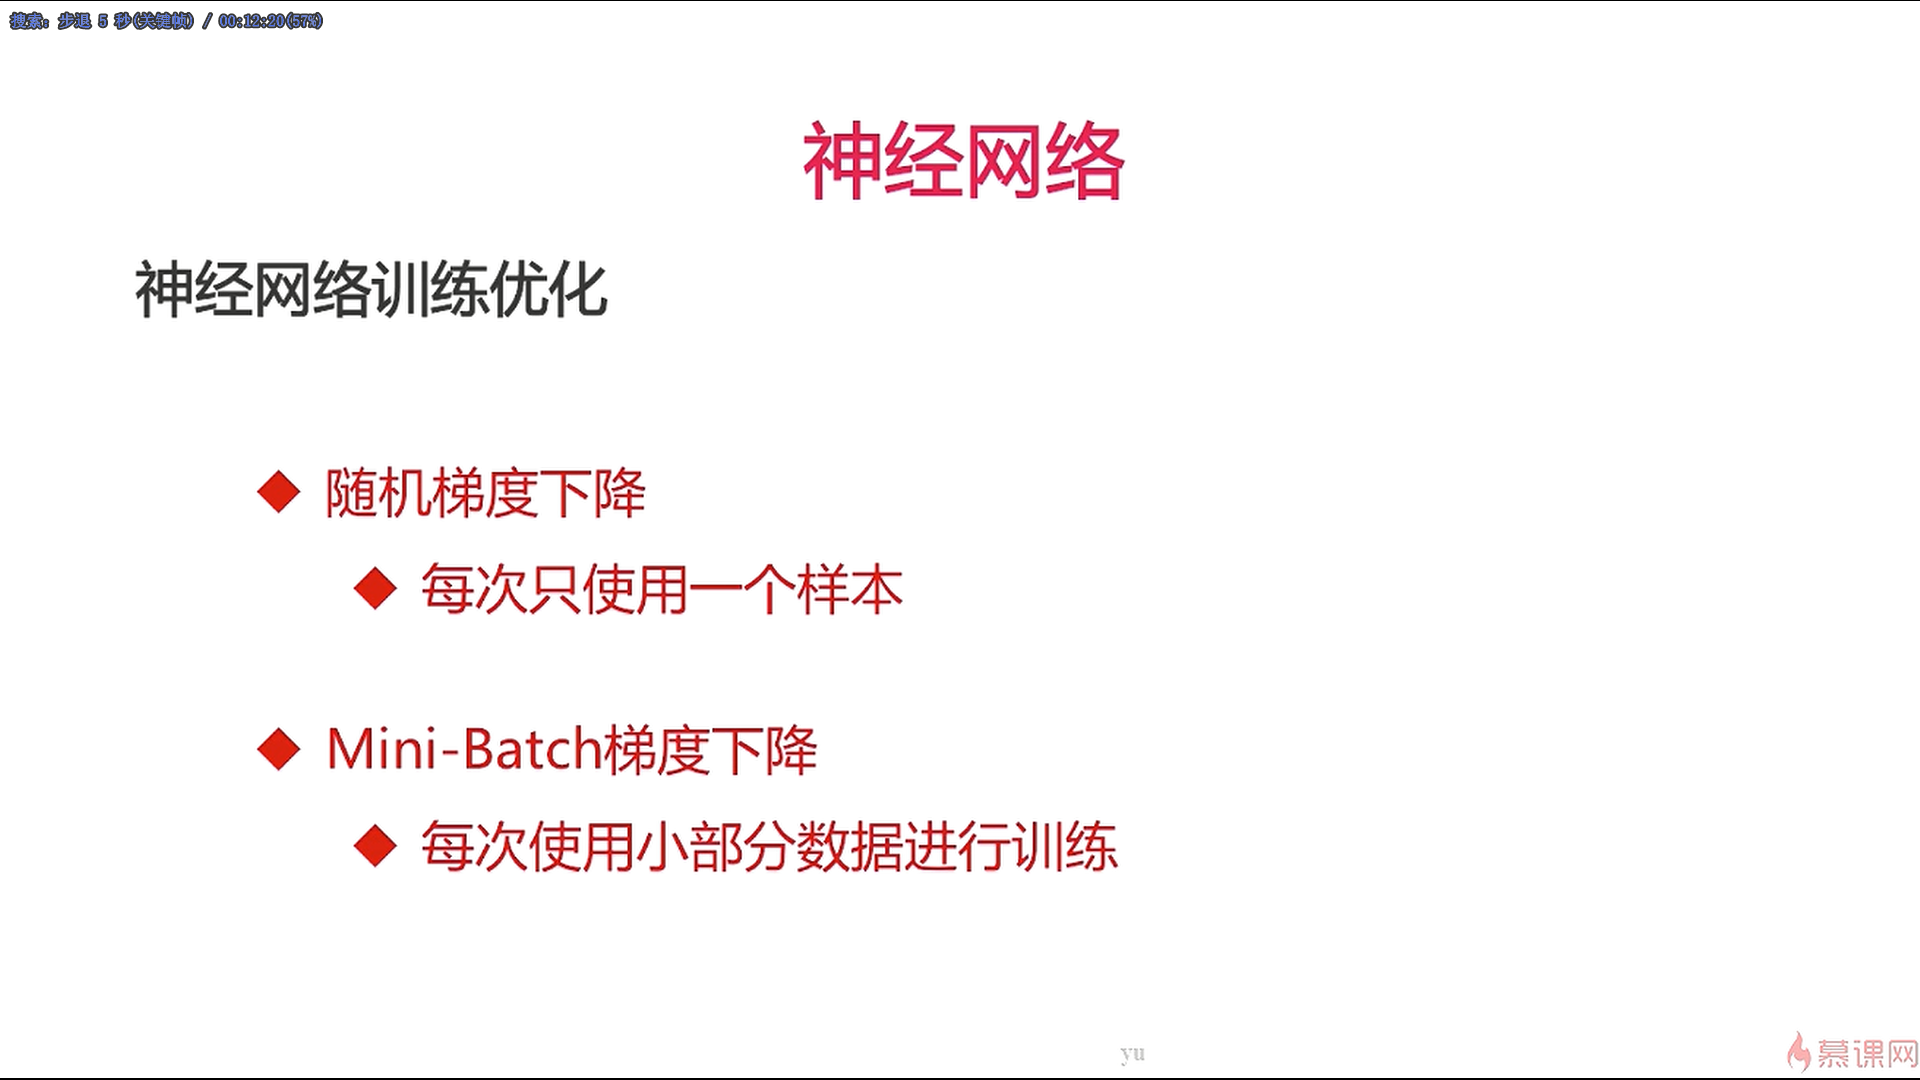 搜索: 步退 5 秒(关键帧) / 00:12:20(57%)
神经网络
神经网络训练优化
随机梯度下降
每次只使用一个样本
Mini-Batch梯度下降
每次使用小部分数据进行训练
yu
慕课网